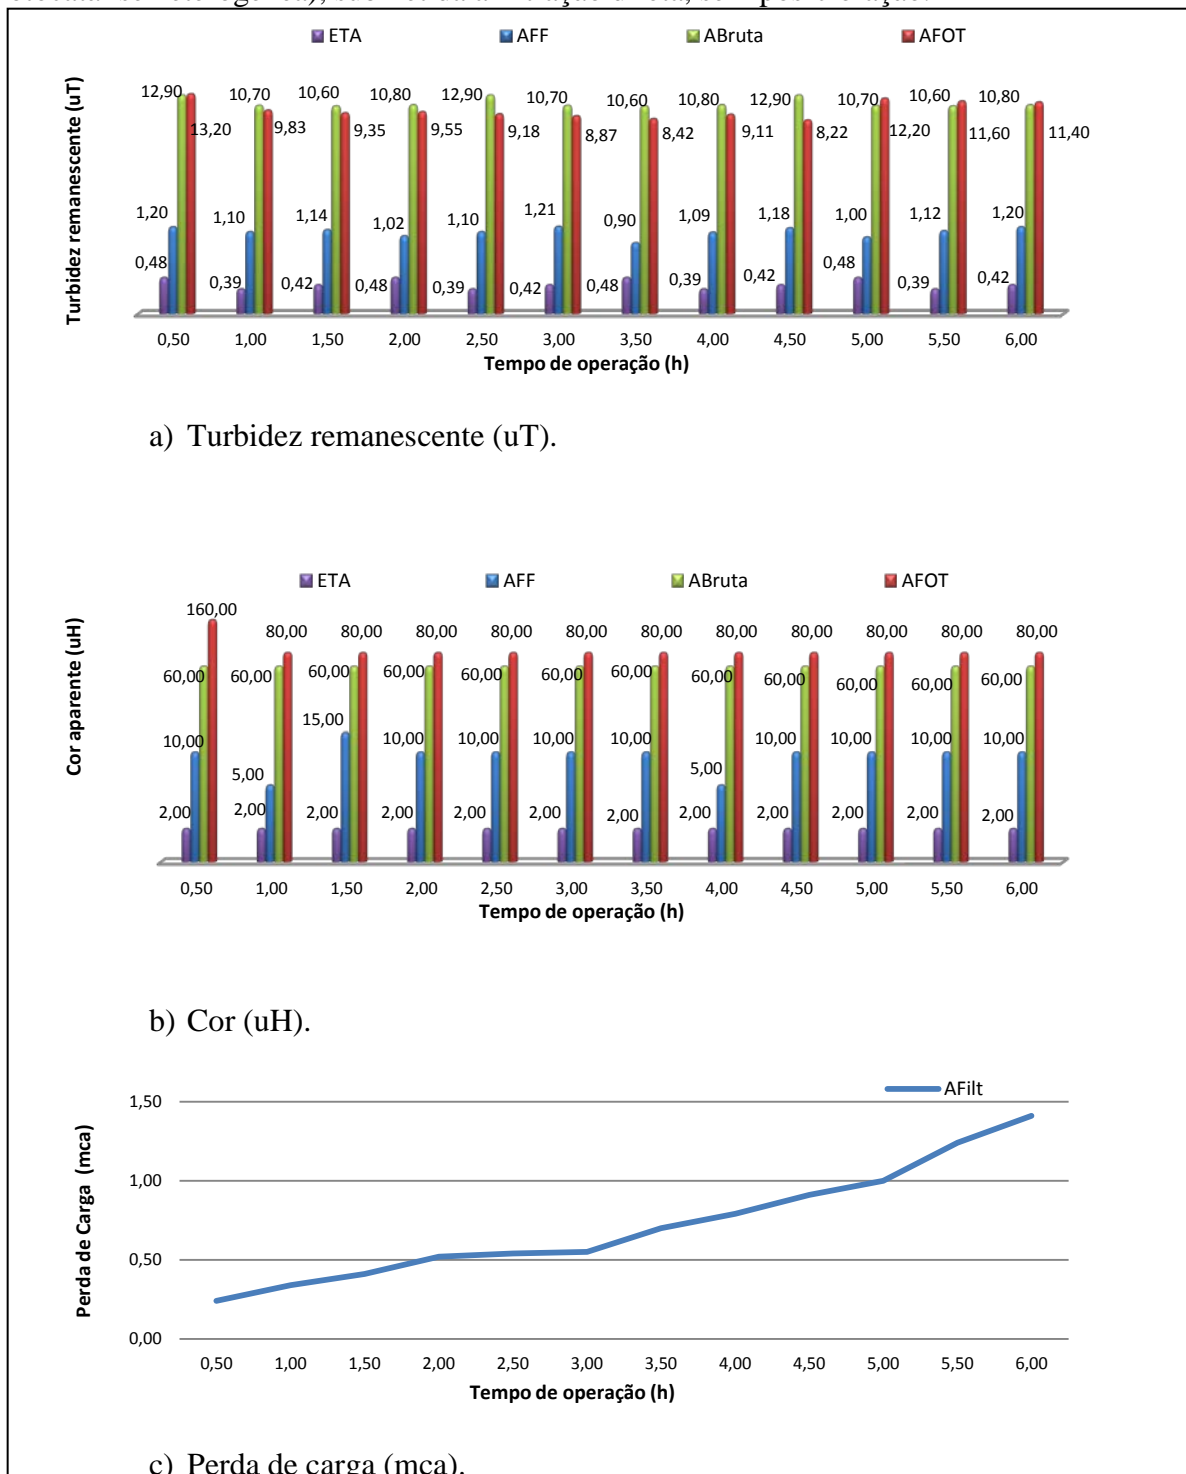 ETA AFF ABruta AFOT
Turbidez remanescente (uT)
12,90 10,70 10,60 10,80 12,90 10,70 10,60 10,80 12,90 10,70 10,60 10,80
13,20 9,83 9,35 9,55 9,18 8,87 8,42 9,11 8,22 12,20 11,60 11,40
1,20 1,10 1,14 1,02 1,10 1,21 0,90 1,09 1,18 1,00 1,12 1,20
0,48 0,39 0,42 0,48 0,39 0,42 0,48 0,39 0,42 0,48 0,39 0,42
0,50 1,00 1,50 2,00 2,50 3,00 3,50 4,00 4,50 5,00 5,50 6,00
Tempo de operação (h)
a) Turbidez remanescente (uT).
ETA AFF ABruta AFOT
Cor aparente (uH)
160,00 80,00 80,00 80,00 80,00 80,00 80,00 80,00 80,00 80,00 80,00 80,00
60,00 60,00 60,00 60,00 60,00 60,00 60,00 60,00 60,00 60,00 60,00 60,00
10,00 5,00 15,00 10,00 10,00 10,00 10,00 5,00 10,00 10,00 10,00 10,00
2,00 2,00 2,00 2,00 2,00 2,00 2,00 2,00 2,00 2,00 2,00 2,00
0,50 1,00 1,50 2,00 2,50 3,00 3,50 4,00 4,50 5,00 5,50 6,00
Tempo de operação (h)
b) Cor (uH).
AFilt
Perda de Carga (mca)
1,50
1,00
0,50
0,00
0,50 1,00 1,50 2,00 2,50 3,00 3,50 4,00 4,50 5,00 5,50 6,00
Tempo de operação (h)
c) Perda de carga (mca).